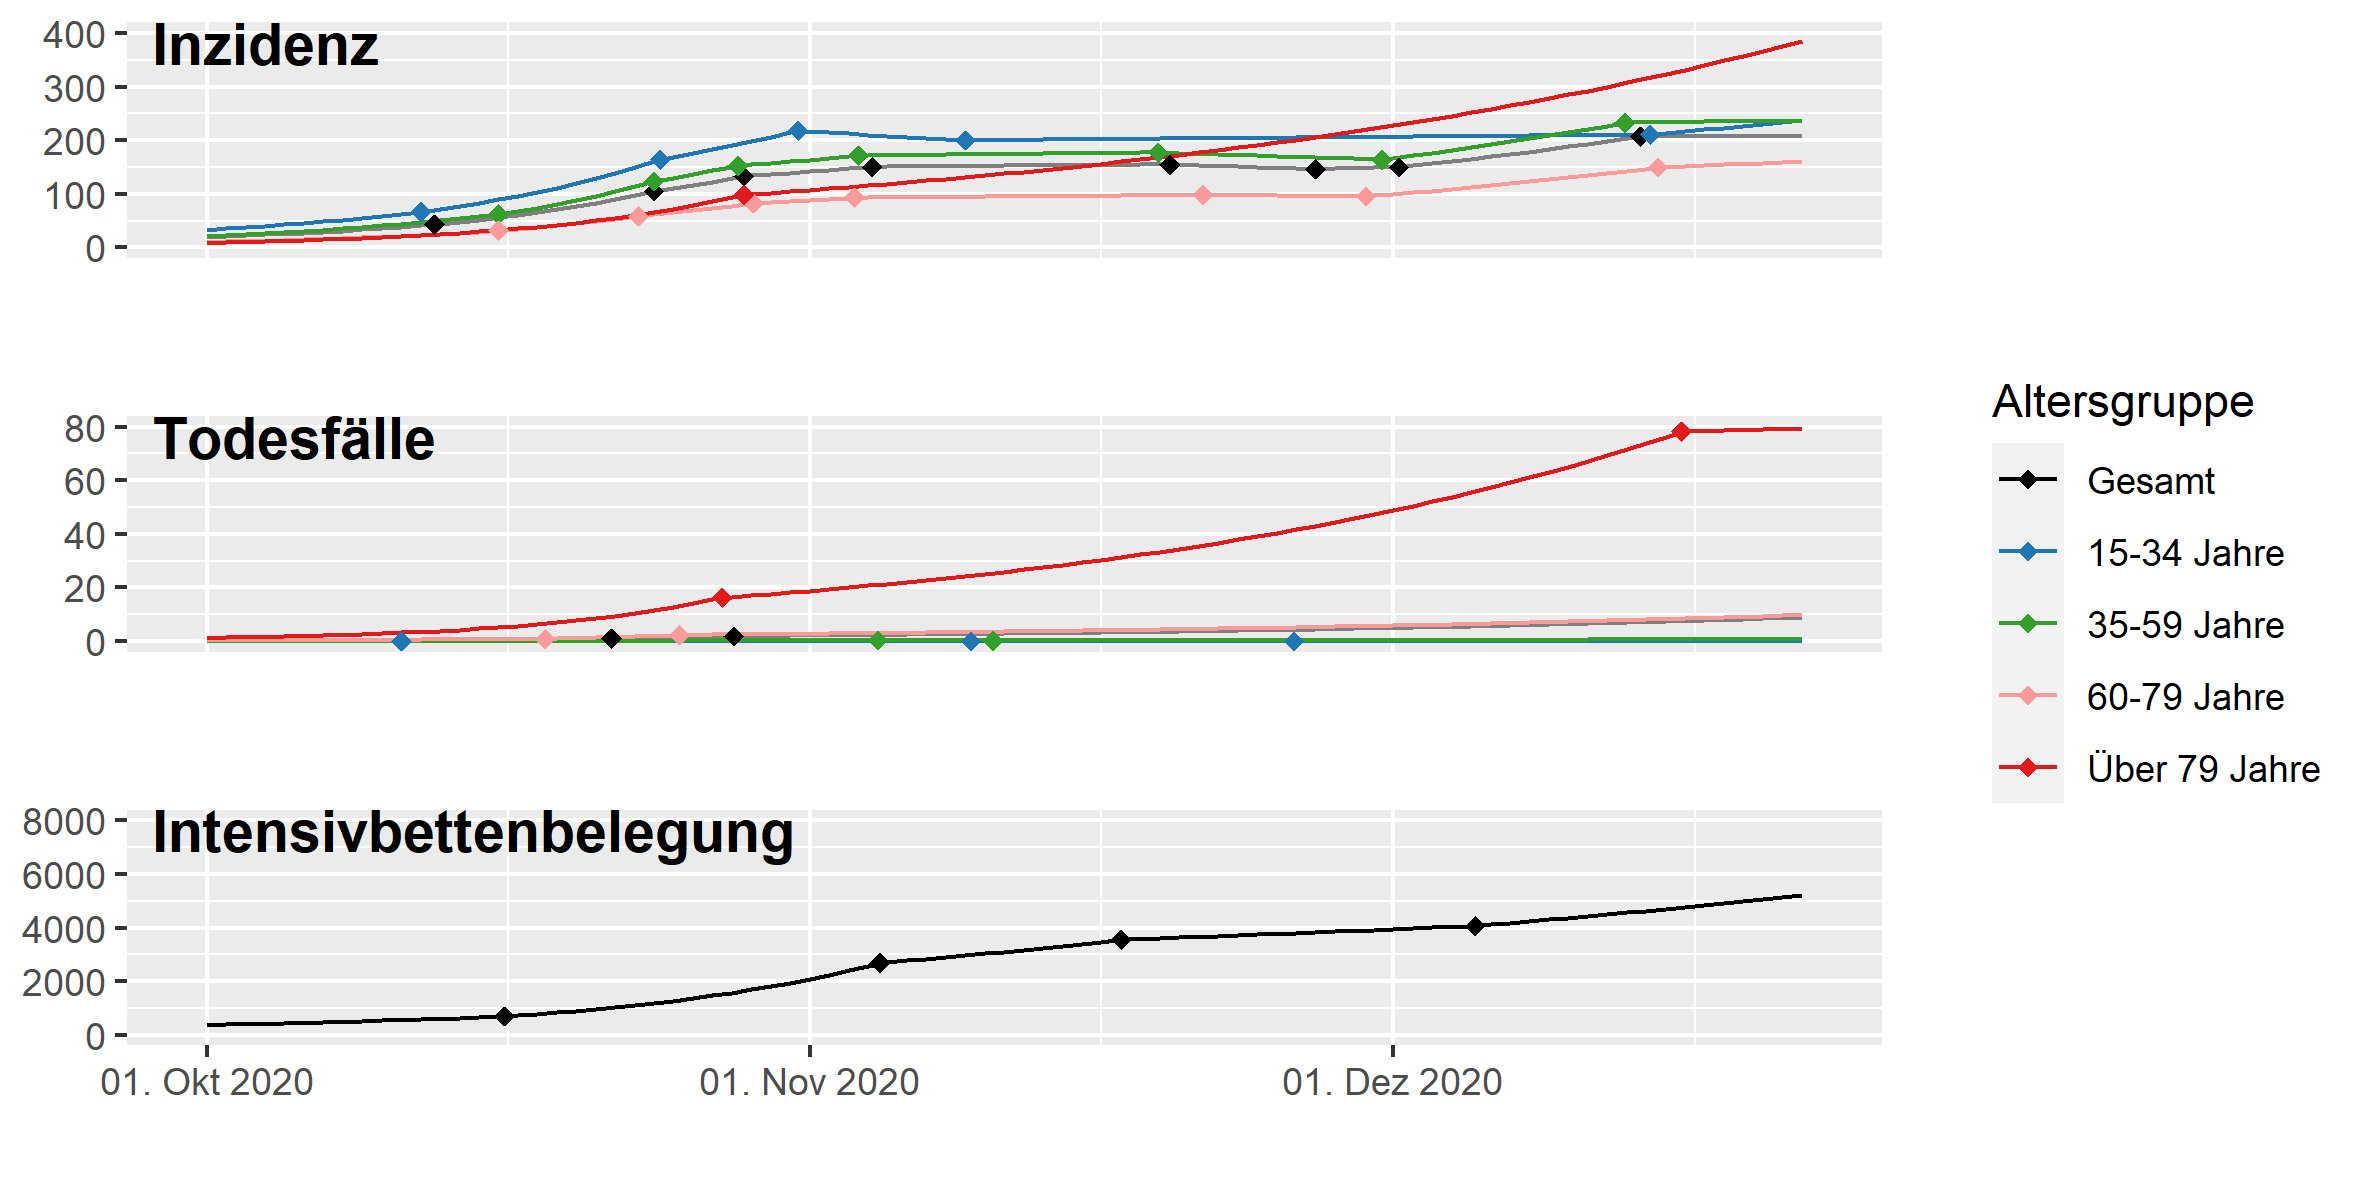 Inzidenz
400
300
200
100
0
Todesfälle
80
60
40
20
0
Intensivbettenbelegung
8000
6000
4000
2000
0
01. Okt 2020
01. Nov 2020
01. Dez 2020
Altersgruppe
Gesamt
15-34 Jahre
35-59 Jahre
60-79 Jahre
Über 79 Jahre